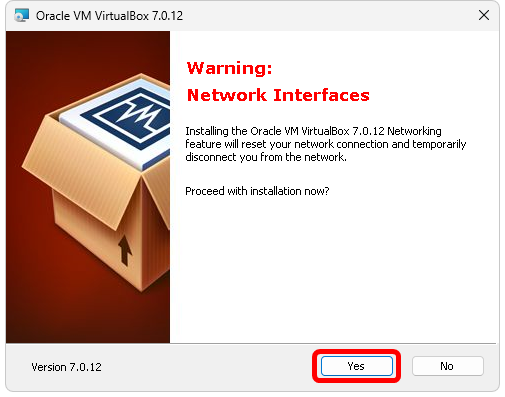 Oracle VM VirtualBox 7.0.12
Warning:
Network Interfaces
Installing the Oracle VM VirtualBox 7.0.12 Networking
feature will reset your network connection and temporarily
disconnect you from the network.
Proceed with installation now?
Version 7.0.12
Yes
No